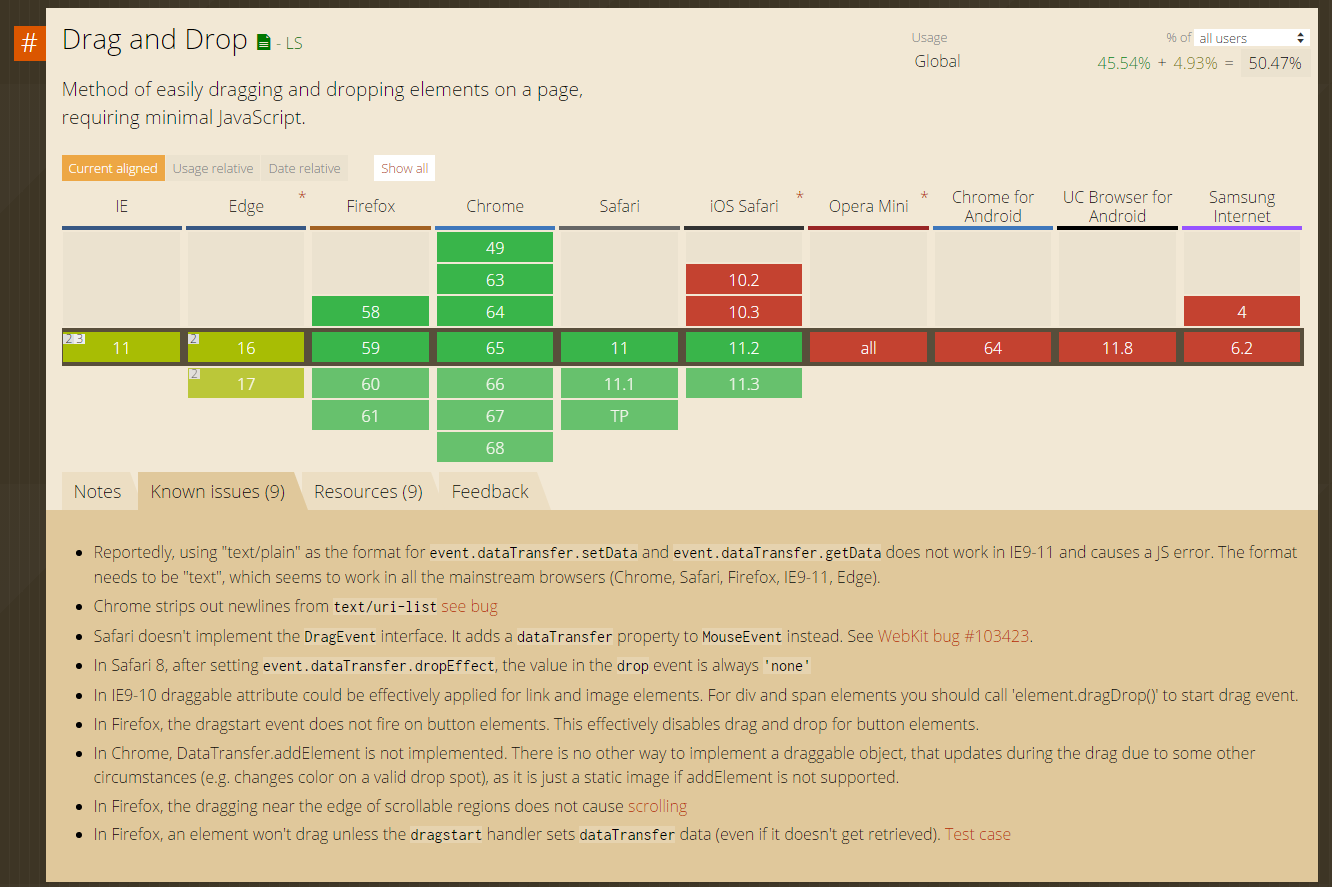 #
Drag and Drop - LS
Usage % of all users
Global 45.54% + 4.93% = 50.47%
Method of easily dragging and dropping elements on a page,
requiring minimal JavaScript.
Current aligned Usage relative Date relative Show all
IE Edge * Firefox Chrome Safari iOS Safari * Opera Mini * Chrome for Android UC Browser for Android Samsung Internet
49
63 10.2
58 64 10.3 4
2 3 11 2 16 59 65 11 11.2 all 64 11.8 6.2
2 17 60 66 11.1 11.3
61 67 TP
68
Notes Known issues (9) Resources (9) Feedback
• Reportedly, using "text/plain" as the format for event.dataTransfer.setData and event.dataTransfer.getData does not work in IE9-11 and causes a JS error. The format
needs to be "text", which seems to work in all the mainstream browsers (Chrome, Safari, Firefox, IE9-11, Edge).
• Chrome strips out newlines from text/uri-list see bug
• Safari doesn't implement the DragEvent interface. It adds a dataTransfer property to MouseEvent instead. See WebKit bug #103423.
• In Safari 8, after setting event.dataTransfer.dropEffect, the value in the drop event is always 'none'
• In IE9-10 draggable attribute could be effectively applied for link and image elements. For div and span elements you should call 'element.dragDrop()' to start drag event.
• In Firefox, the dragstart event does not fire on button elements. This effectively disables drag and drop for button elements.
• In Chrome, DataTransfer.addElement is not implemented. There is no other way to implement a draggable object, that updates during the drag due to some other
circumstances (e.g. changes color on a valid drop spot), as it is just a static image if addElement is not supported.
• In Firefox, the dragging near the edge of scrollable regions does not cause scrolling
• In Firefox, an element won't drag unless the dragstart handler sets dataTransfer data (even if it doesn't get retrieved). Test case